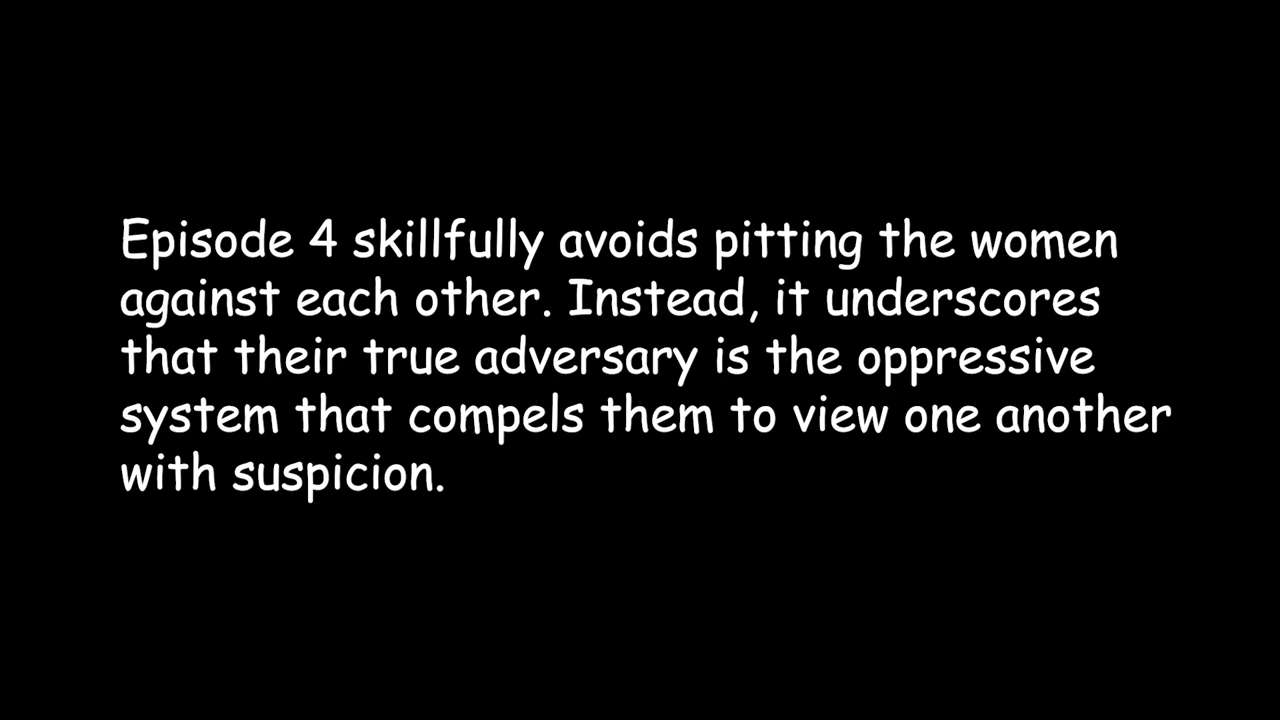 Episode 4 skillfully avoids pitting the women
against each other. Instead, it underscores
that their true adversary is the oppressive
system that compels them to view one another
with suspicion.